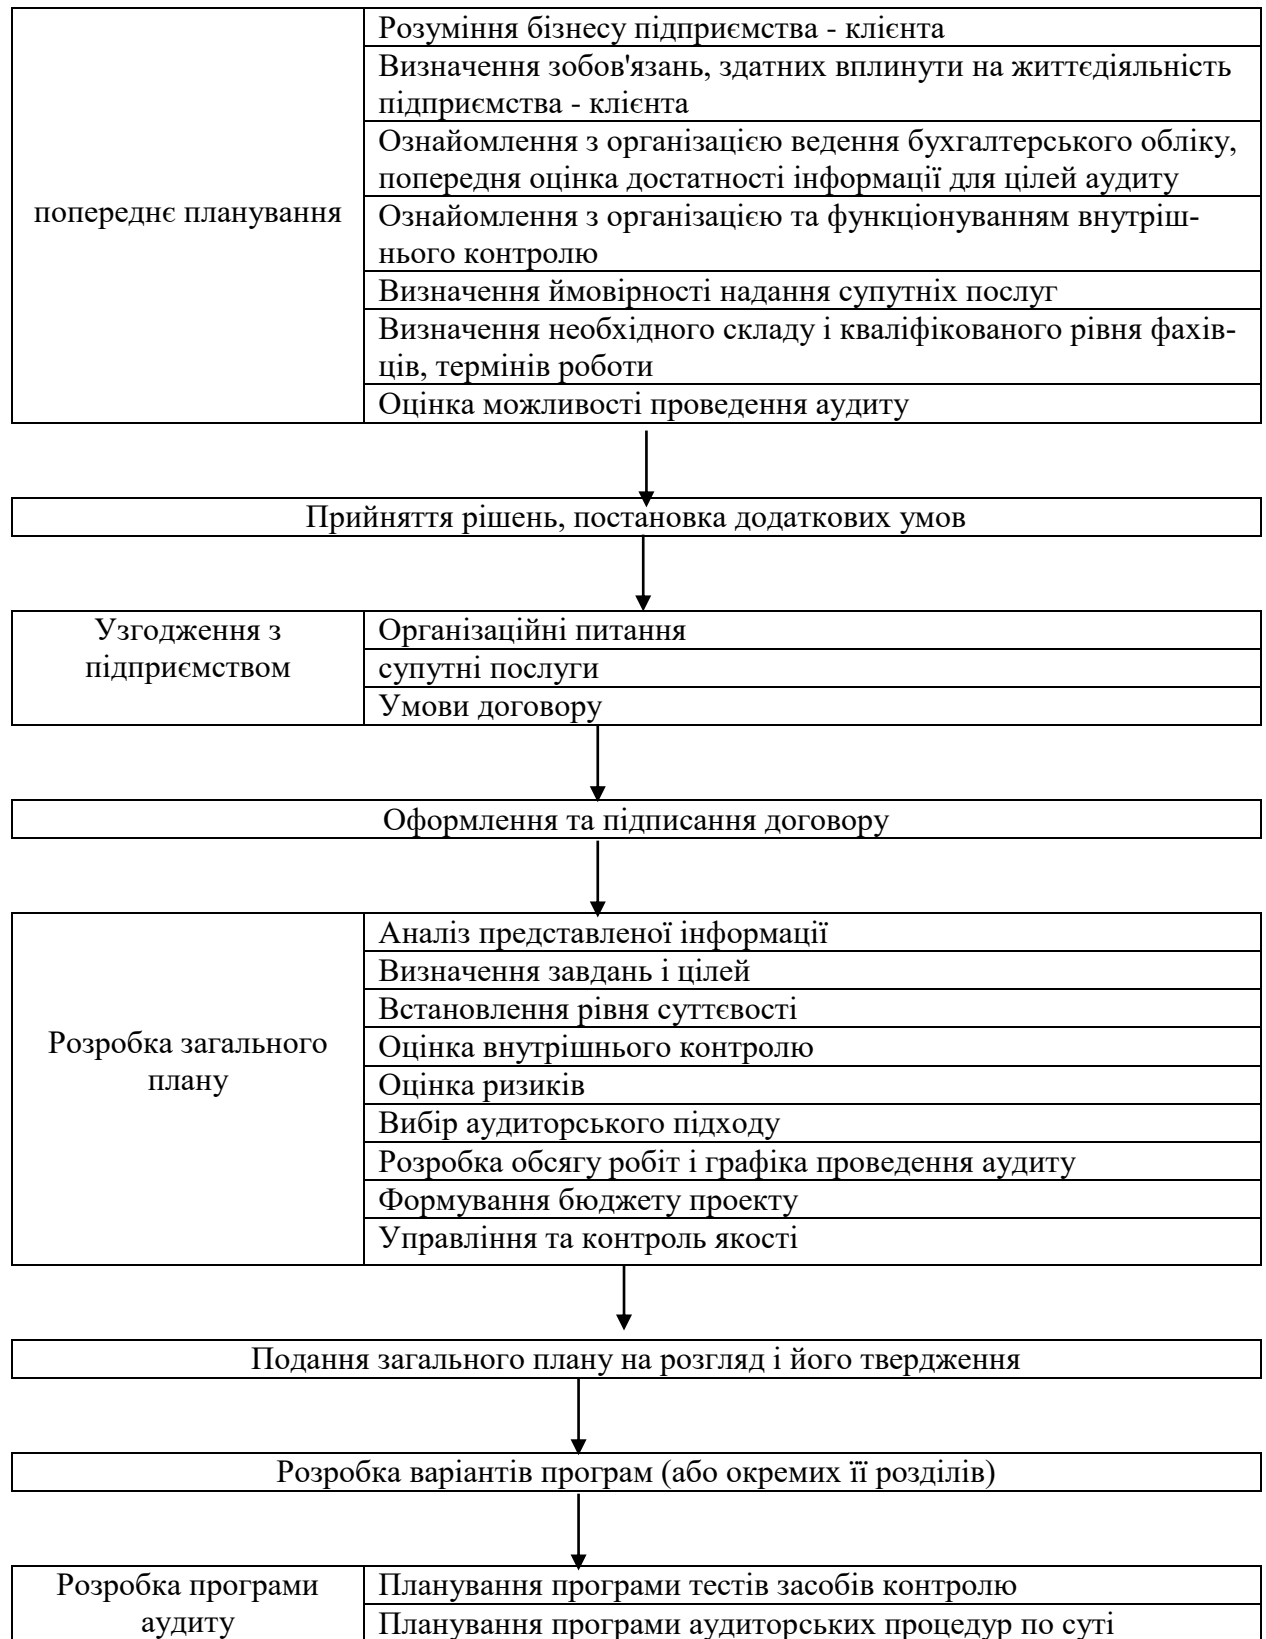 попереднє планування
Розуміння бізнесу підприємства - клієнта
Визначення зобов'язань, здатних вплинути на життєдіяльність
підприємства - клієнта
Ознайомлення з організацією ведення бухгалтерського обліку,
попередня оцінка достатності інформації для цілей аудиту
Ознайомлення з організацією та функціонуванням внутріш-
нього контролю
Визначення ймовірності надання супутніх послуг
Визначення необхідного складу і кваліфікованого рівня фахів-
ців, термінів роботи
Оцінка можливості проведення аудиту
Прийняття рішень, постановка додаткових умов
Узгодження з
підприємством
Організаційні питання
супутні послуги
Умови договору
Оформлення та підписання договору
Розробка загального
плану
Аналіз представленої інформації
Визначення завдань і цілей
Встановлення рівня суттєвості
Оцінка внутрішнього контролю
Оцінка ризиків
Вибір аудиторського підходу
Розробка обсягу робіт і графіка проведення аудиту
Формування бюджету проекту
Управління та контроль якості
Подання загального плану на розгляд і його твердження
Розробка варіантів програм (або окремих її розділів)
Розробка програми
аудиту
Планування програми тестів засобів контролю
Планування програми аудиторських процедур по суті